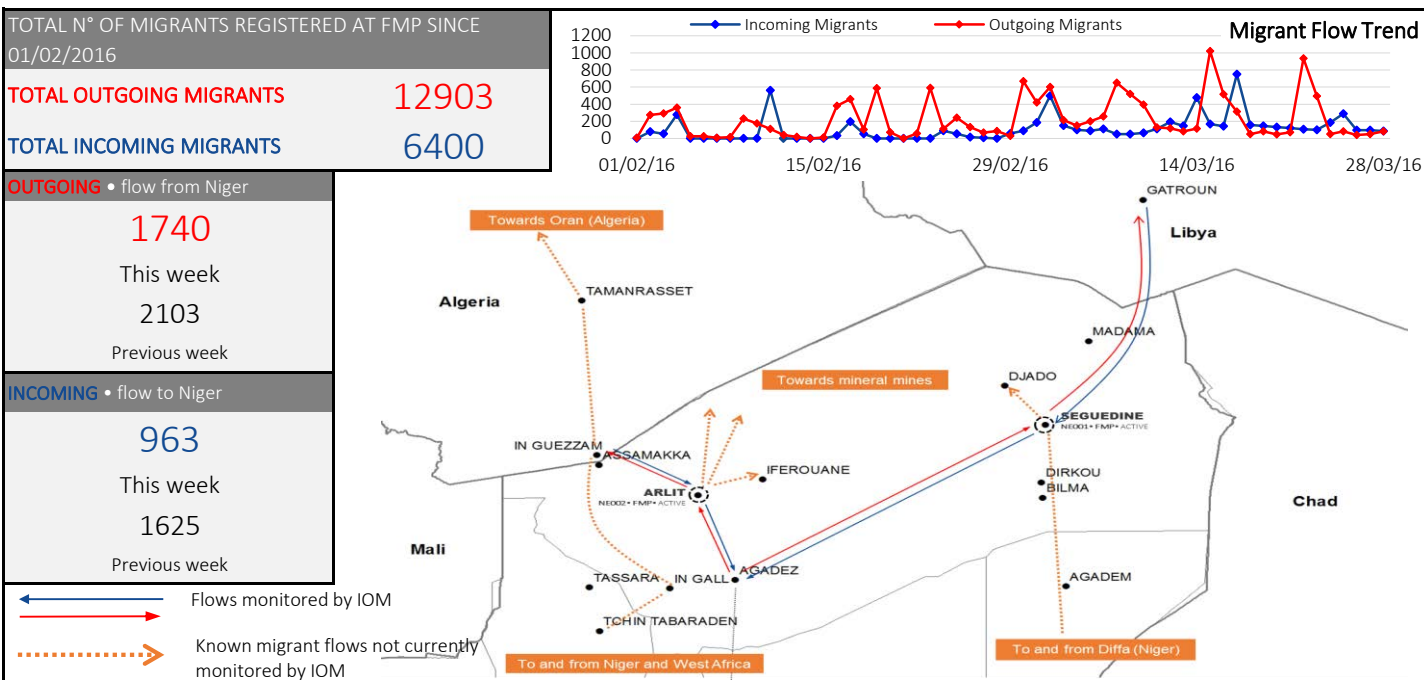 TOTAL N° OF MIGRANTS REGISTERED AT FMP SINCE
01/02/2016
TOTAL OUTGOING MIGRANTS 12903
TOTAL INCOMING MIGRANTS 6400
Incoming Migrants
Outgoing Migrants
Migrant Flow Trend
1200
1000
800
600
400
200
0
01/02/16 15/02/16 29/02/16 14/03/16 28/03/16
OUTGOING • flow from Niger
1740
This week
2103
Previous week
INCOMING • flow to Niger
963
This week
1625
Previous week
Flows monitored by IOM
Known migrant flows not currently
monitored by IOM
GATROUN
Towards Oran (Algeria)
Libya
TAMANRASSET
Algeria
MADAMA
Towards mineral mines
DJADO
SEGUEDINE
NE001 • FMP • ACTIVE
IN GUEZZAM
ASSAMAKKA
IFEROUANE
DIRKOU
BILMA
ARLIT
NE002 • FMP • ACTIVE
Chad
Mali
TASSARA
IN GALL
AGADEZ
AGADEM
TCHIN TABARADEN
To and from Niger and West Africa
To and from Diffa (Niger)